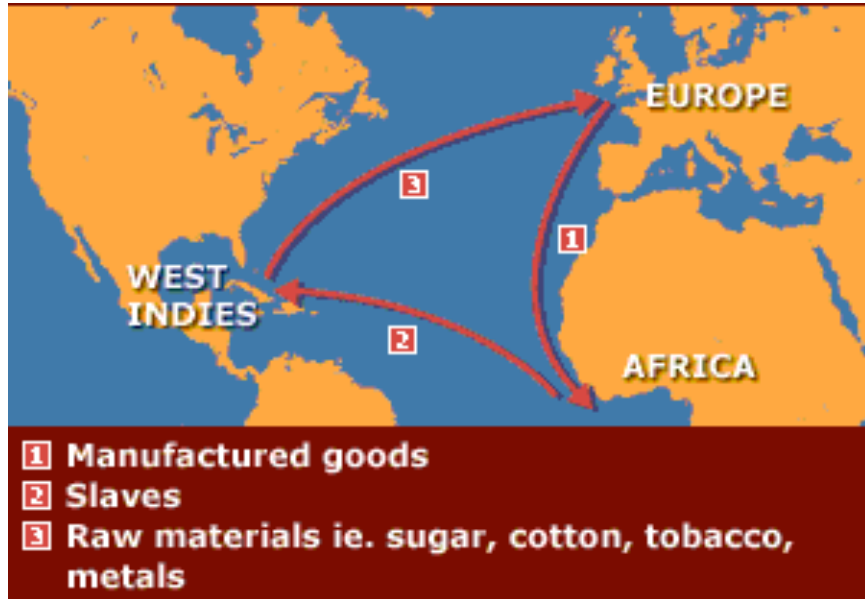 EUROPE
3
1
WEST
INDIES
2
AFRICA
1 Manufactured goods
2 Slaves
3 Raw materials ie. sugar, cotton, tobacco,
metals